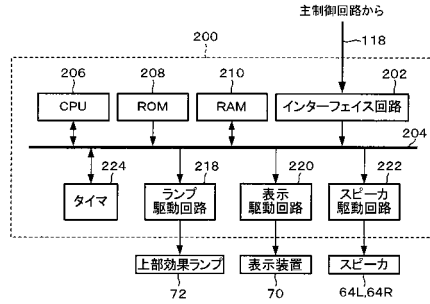 主制御回路から
200
118
206
208
210
202
CPU
ROM
RAM
インターフェイス回路
204
224
218
220
222
タイマ
ランプ
駆動回路
表示
駆動回路
スピーカ
駆動回路
上部効果ランプ
表示装置
スピーカ
72
70
64L,64R